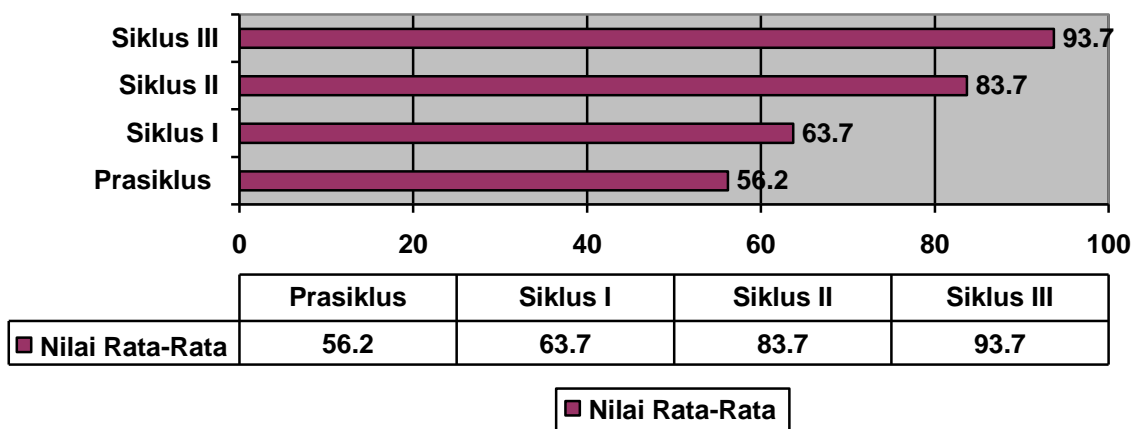 Siklus III 93.7
Siklus II 83.7
Siklus I 63.7
Prasiklus 56.2
0 20 40 60 80 100
Prasiklus Siklus I Siklus II Siklus III
Nilai Rata-Rata 56.2 63.7 83.7 93.7
Nilai Rata-Rata